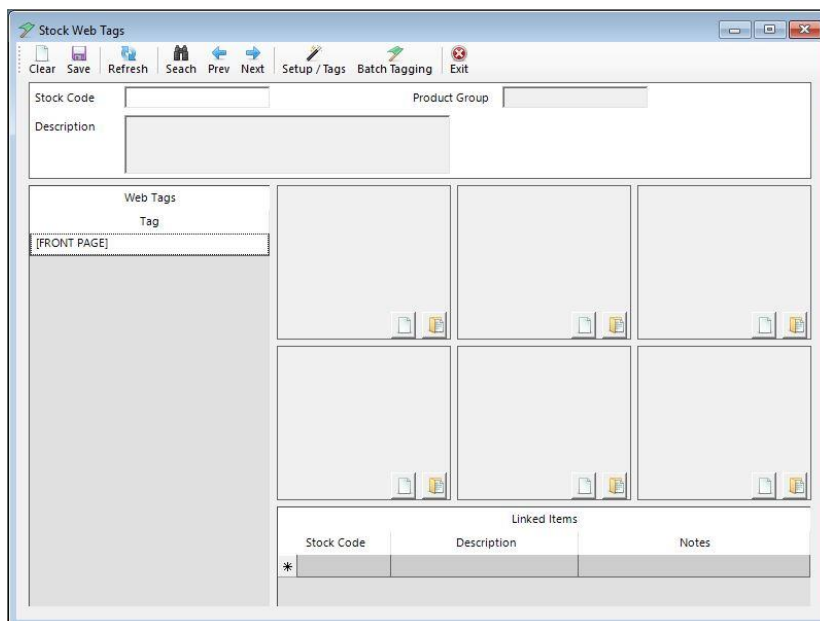 Stock Web Tags
Clear Save Refresh Seach Prev Next Setup / Tags Batch Tagging Exit
Stock Code Product Group
Description
Web Tags
Tag
[FRONT PAGE]
Linked Items
Stock Code Description Notes